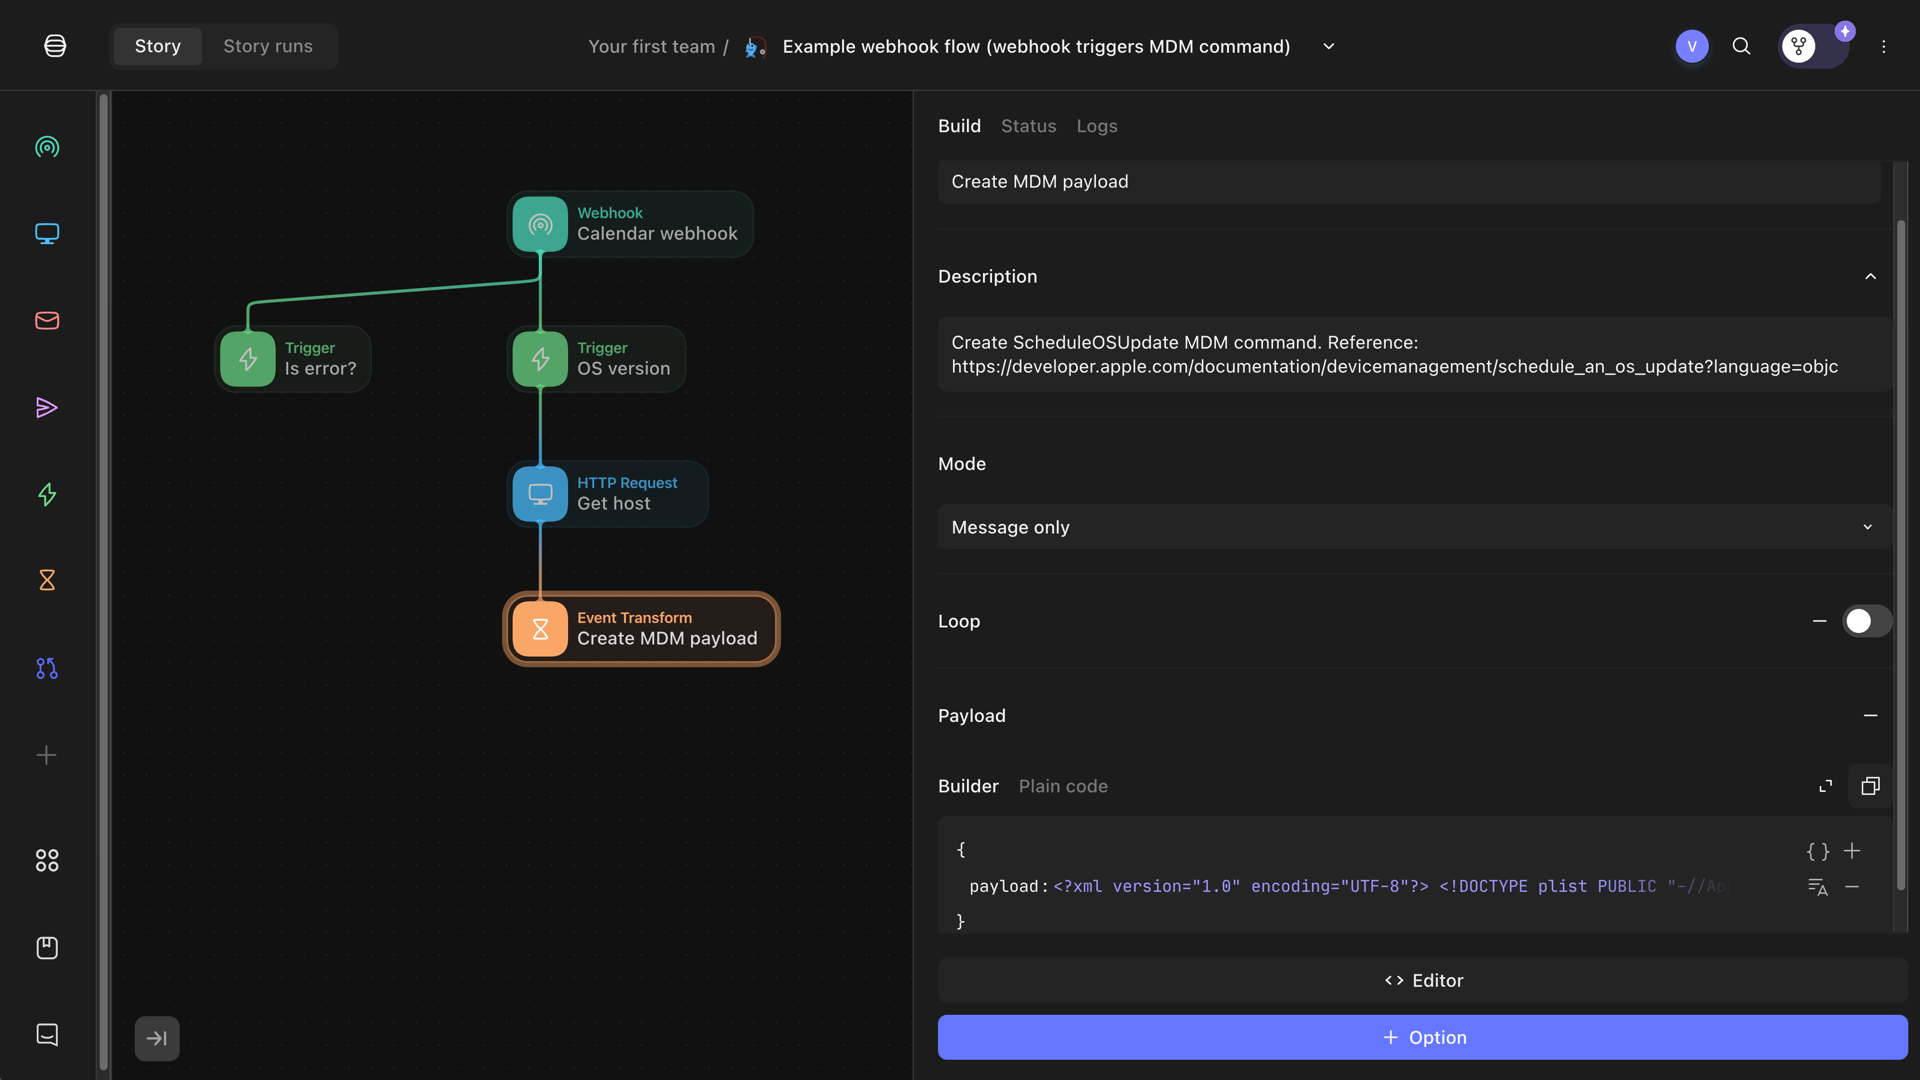 Story
Story runs
Your first team /
Example webhook flow (webhook triggers MDM command)
V
Webhook
Calendar webhook
Trigger
Is error?
Trigger
OS version
HTTP Request
Get host
Event Transform
Create MDM payload
Build
Status
Logs
Create MDM payload
Description
Create ScheduleOSUpdate MDM command. Reference:
https://developer.apple.com/documentation/devicemanagement/schedule_an_os_update?language=objc
Mode
Message only
Loop
Payload
Builder
Plain code
{
payload: <?xml version="1.0" encoding="UTF-8"?> <!DOCTYPE plist PUBLIC "-//Ap
}
<> Editor
+ Option